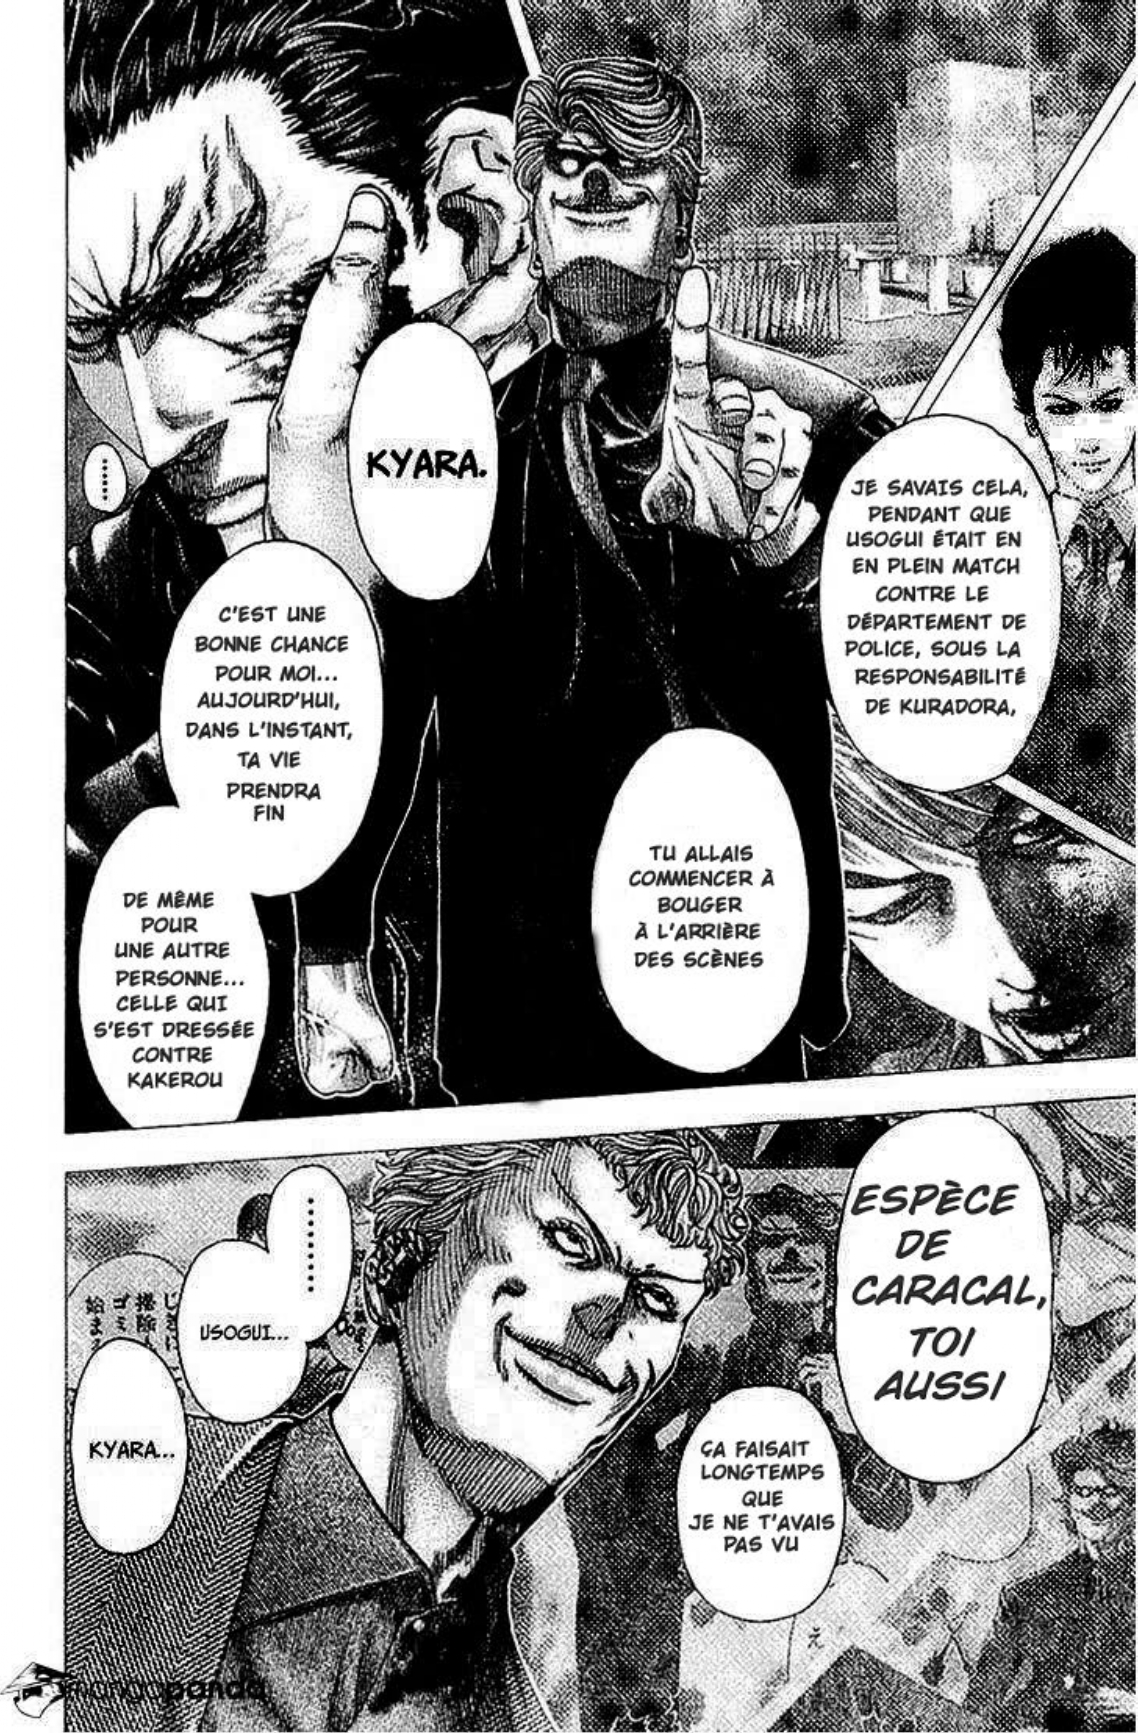 JE SAVAIS CELA,
PENDANT QUE
USOGUI ÉTAIT EN
EN PLEIN MATCH
CONTRE LE
DÉPARTEMENT DE
POLICE, SOUS LA
RESPONSABILITÉ
DE KURADORA,
TU ALLAIS
COMMENCER À
BOUGER
À L'ARRIÈRE
DES SCÈNES
KYARA.
.......
C'EST UNE
BONNE CHANCE
POUR MOI...
AUJOURD'HUI,
DANS L'INSTANT,
TA VIE
PRENDRA
FIN
DE MÊME
POUR
UNE AUTRE
PERSONNE...
CELLE QUI
S'EST DRESSÉE
CONTRE
KAKEROU
ESPÈCE
DE
CARACAL,
TOI
AUSSI
ÇA FAISAIT
LONGTEMPS
QUE
JE NE T'AVAIS
PAS VU
.........
USOGUI...
KYARA...
え
mangapanda